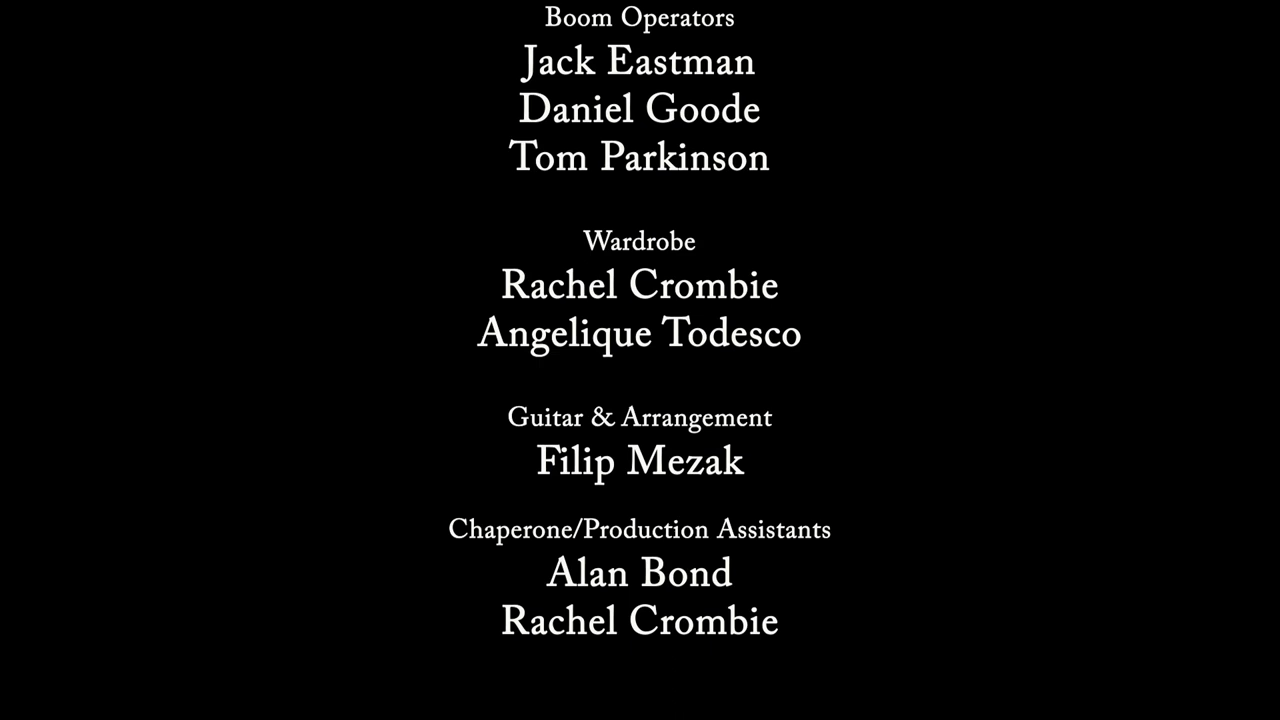 Boom Operators
Jack Eastman
Daniel Goode
Tom Parkinson
Wardrobe
Rachel Crombie
Angelique Todesco
Guitar & Arrangement
Filip Mezak
Chaperone/Production Assistants
Alan Bond
Rachel Crombie